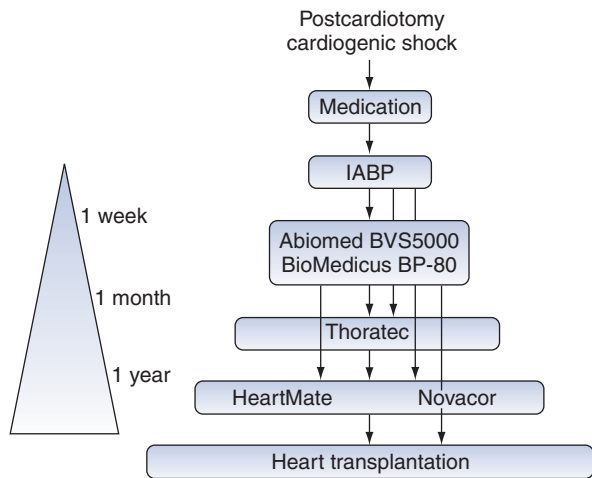 Postcardiotomy
cardiogenic shock
Medication
IABP
1 week
Abiomed BVS5000
BioMedicus BP-80
1 month
Thoratec
1 year
HeartMate Novacor
Heart transplantation